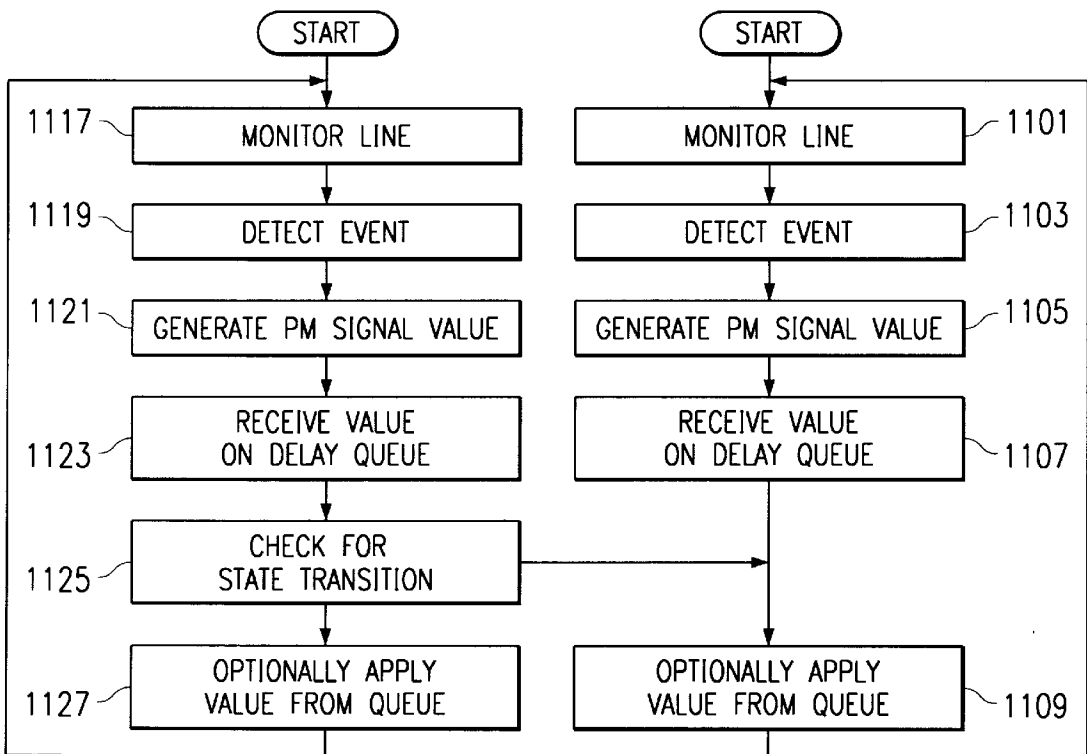 START
1117
MONITOR LINE
1119
DETECT EVENT
1121
GENERATE PM SIGNAL VALUE
1123
RECEIVE VALUE
ON DELAY QUEUE
1125
CHECK FOR
STATE TRANSITION
1127
OPTIONALLY APPLY
VALUE FROM QUEUE
START
MONITOR LINE
1101
DETECT EVENT
1103
GENERATE PM SIGNAL VALUE
1105
RECEIVE VALUE
ON DELAY QUEUE
1107
OPTIONALLY APPLY
VALUE FROM QUEUE
1109